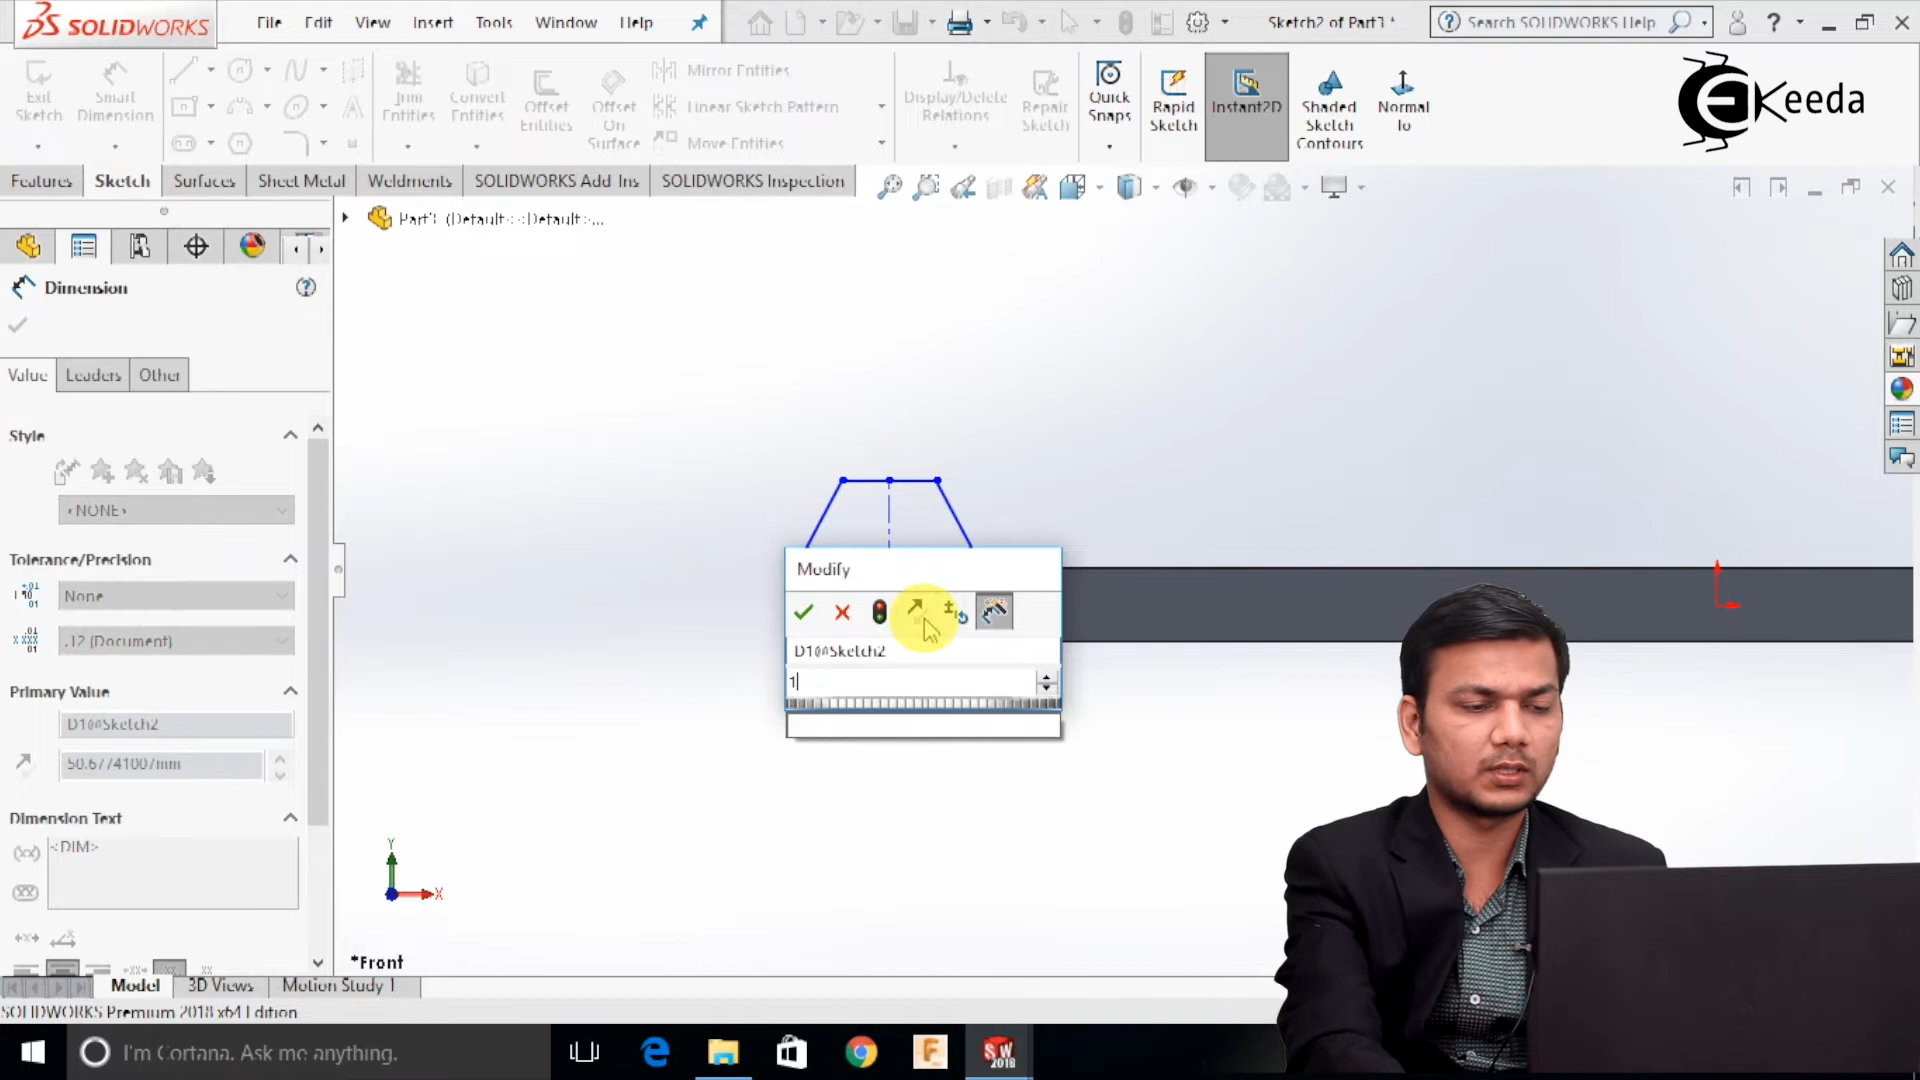 SOLIDWORKS File Edit View Insert Tools Window Help Sketch2 of Part1 * Search SOLIDWORKS Help ?
Exit Sketch
Smart Dimension
Trim Entities
Convert Entities
Offset Entities
Offset On Surface
Mirror Entities
Linear Sketch Pattern
Move Entities
Display/Delete Relations
Repair Sketch
Quick Snaps
Rapid Sketch
Instant2D
Shaded Sketch Contours
Normal To
EKeeda
Features Sketch Surfaces Sheet Metal Weldments SOLIDWORKS Add-Ins SOLIDWORKS Inspection
Part1 (Default<<Default>...
Dimension
Value Leaders Other
Style
<NONE>
Tolerance/Precision
None
.12 (Document)
Primary Value
D1@Sketch2
50.67741007mm
Dimension Text
<DIM>
Modify
D1@Sketch2
1
Y
X
*Front
Model 3D Views Motion Study 1
SOLIDWORKS Premium 2018 x64 Edition
I'm Cortana. Ask me anything.
SW
2018